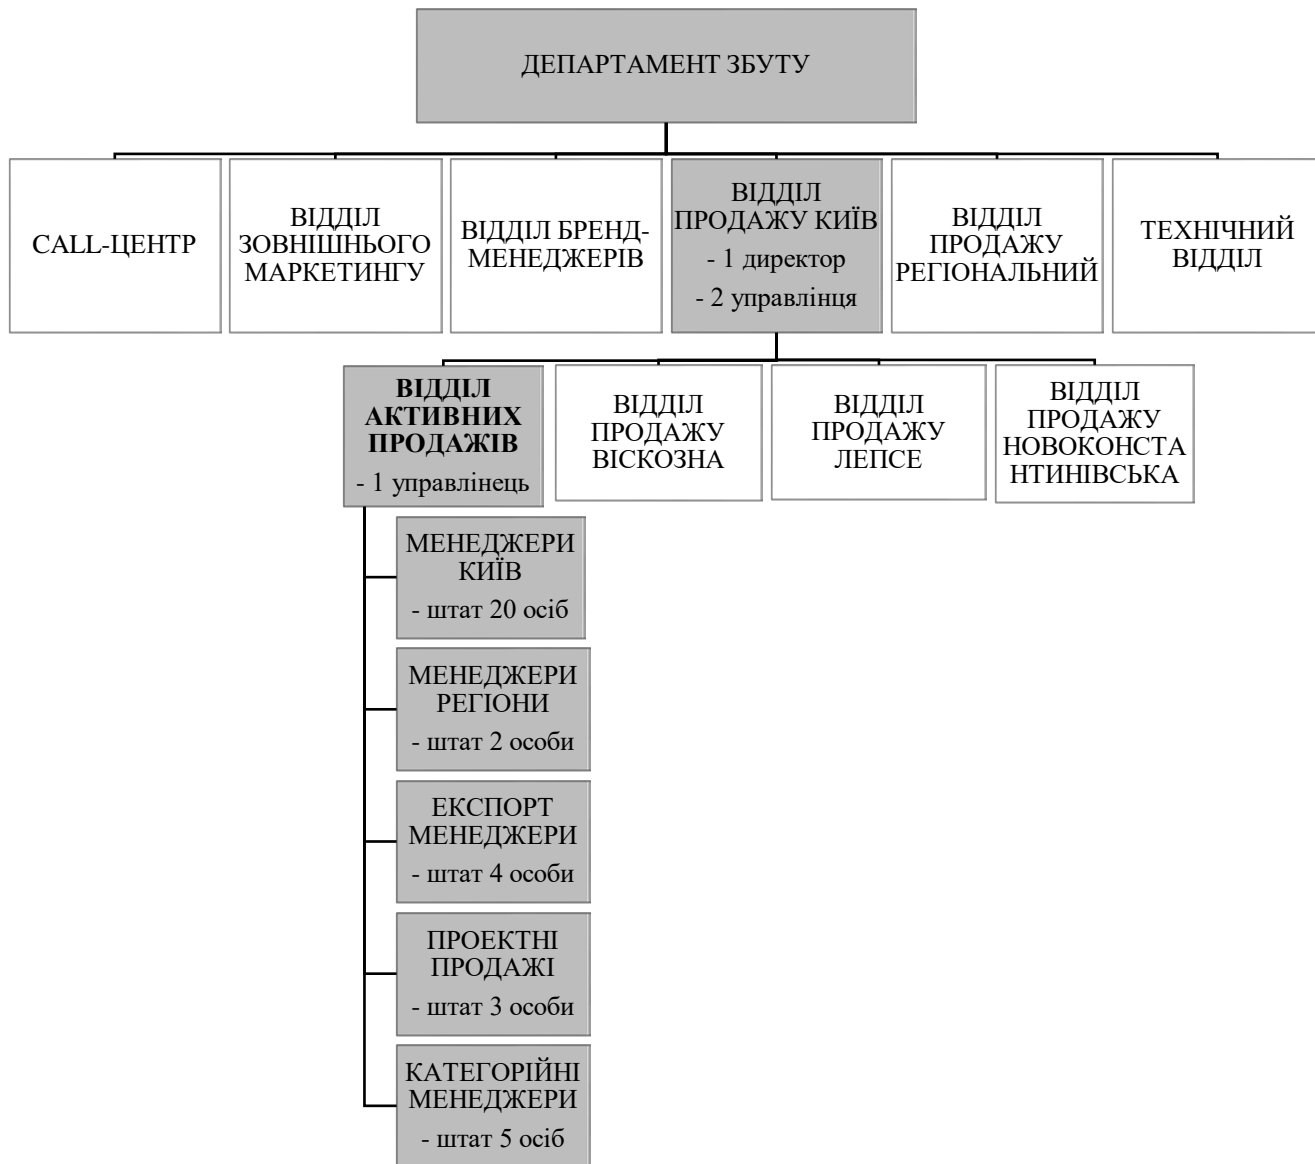 ДЕПАРТАМЕНТ ЗБУТУ
CALL-ЦЕНТР
ВІДДІЛ
ЗОВНІШНЬОГО
МАРКЕТИНГУ
ВІДДІЛ БРЕНД-
МЕНЕДЖЕРІВ
ВІДДІЛ
ПРОДАЖУ КИЇВ
- 1 директор
- 2 управлінця
ВІДДІЛ
ПРОДАЖУ
РЕГІОНАЛЬНИЙ
ТЕХНІЧНИЙ
ВІДДІЛ
ВІДДІЛ
АКТИВНИХ
ПРОДАЖІВ
- 1 управлінець
ВІДДІЛ
ПРОДАЖУ
ВІСКОЗНА
ВІДДІЛ
ПРОДАЖУ
ЛЕПСЕ
ВІДДІЛ
ПРОДАЖУ
НОВОКОНСТА
НТИНІВСЬКА
МЕНЕДЖЕРИ
КИЇВ
- штат 20 осіб
МЕНЕДЖЕРИ
РЕГІОНИ
- штат 2 особи
ЕКСПОРТ
МЕНЕДЖЕРИ
- штат 4 особи
ПРОЕКТНІ
ПРОДАЖІ
- штат 3 особи
КАТЕГОРІЙНІ
МЕНЕДЖЕРИ
- штат 5 осіб